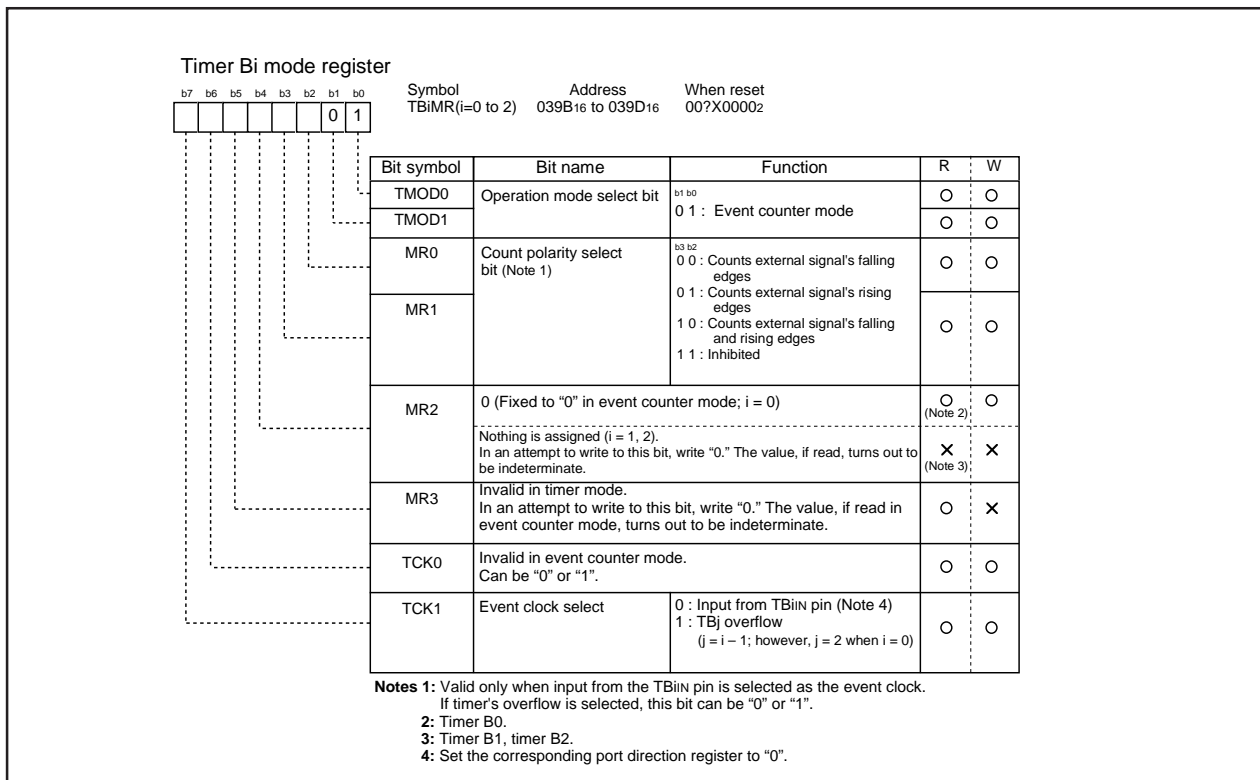 Timer Bi mode register
b7 b6 b5 b4 b3 b2 b1 b0
0 1
Symbol Address When reset
TBiMR(i=0 to 2) 039B16 to 039D16 00?X00002
Bit symbol Bit name Function R W
TMOD0 Operation mode select bit b1 b0
0 1 : Event counter mode
TMOD1
MR0 Count polarity select
bit (Note 1)
b3 b2
0 0 : Counts external signal's falling
edges
0 1 : Counts external signal's rising
edges
MR1
1 0 : Counts external signal's falling
and rising edges
1 1 : Inhibited
MR2 0 (Fixed to “0” in event counter mode; i = 0)
(Note 2)
Nothing is assigned (i = 1, 2).
In an attempt to write to this bit, write “0.” The value, if read, turns out to
be indeterminate.
(Note 3)
MR3 Invalid in timer mode.
In an attempt to write to this bit, write “0.” The value, if read in
event counter mode, turns out to be indeterminate.
TCK0 Invalid in event counter mode.
Can be “0” or “1”.
TCK1 Event clock select 0 : Input from TBiIN pin (Note 4)
1 : TBj overflow
(j = i – 1; however, j = 2 when i = 0)
Notes 1: Valid only when input from the TBiIN pin is selected as the event clock.
If timer's overflow is selected, this bit can be “0” or “1”.
2: Timer B0.
3: Timer B1, timer B2.
4: Set the corresponding port direction register to “0”.